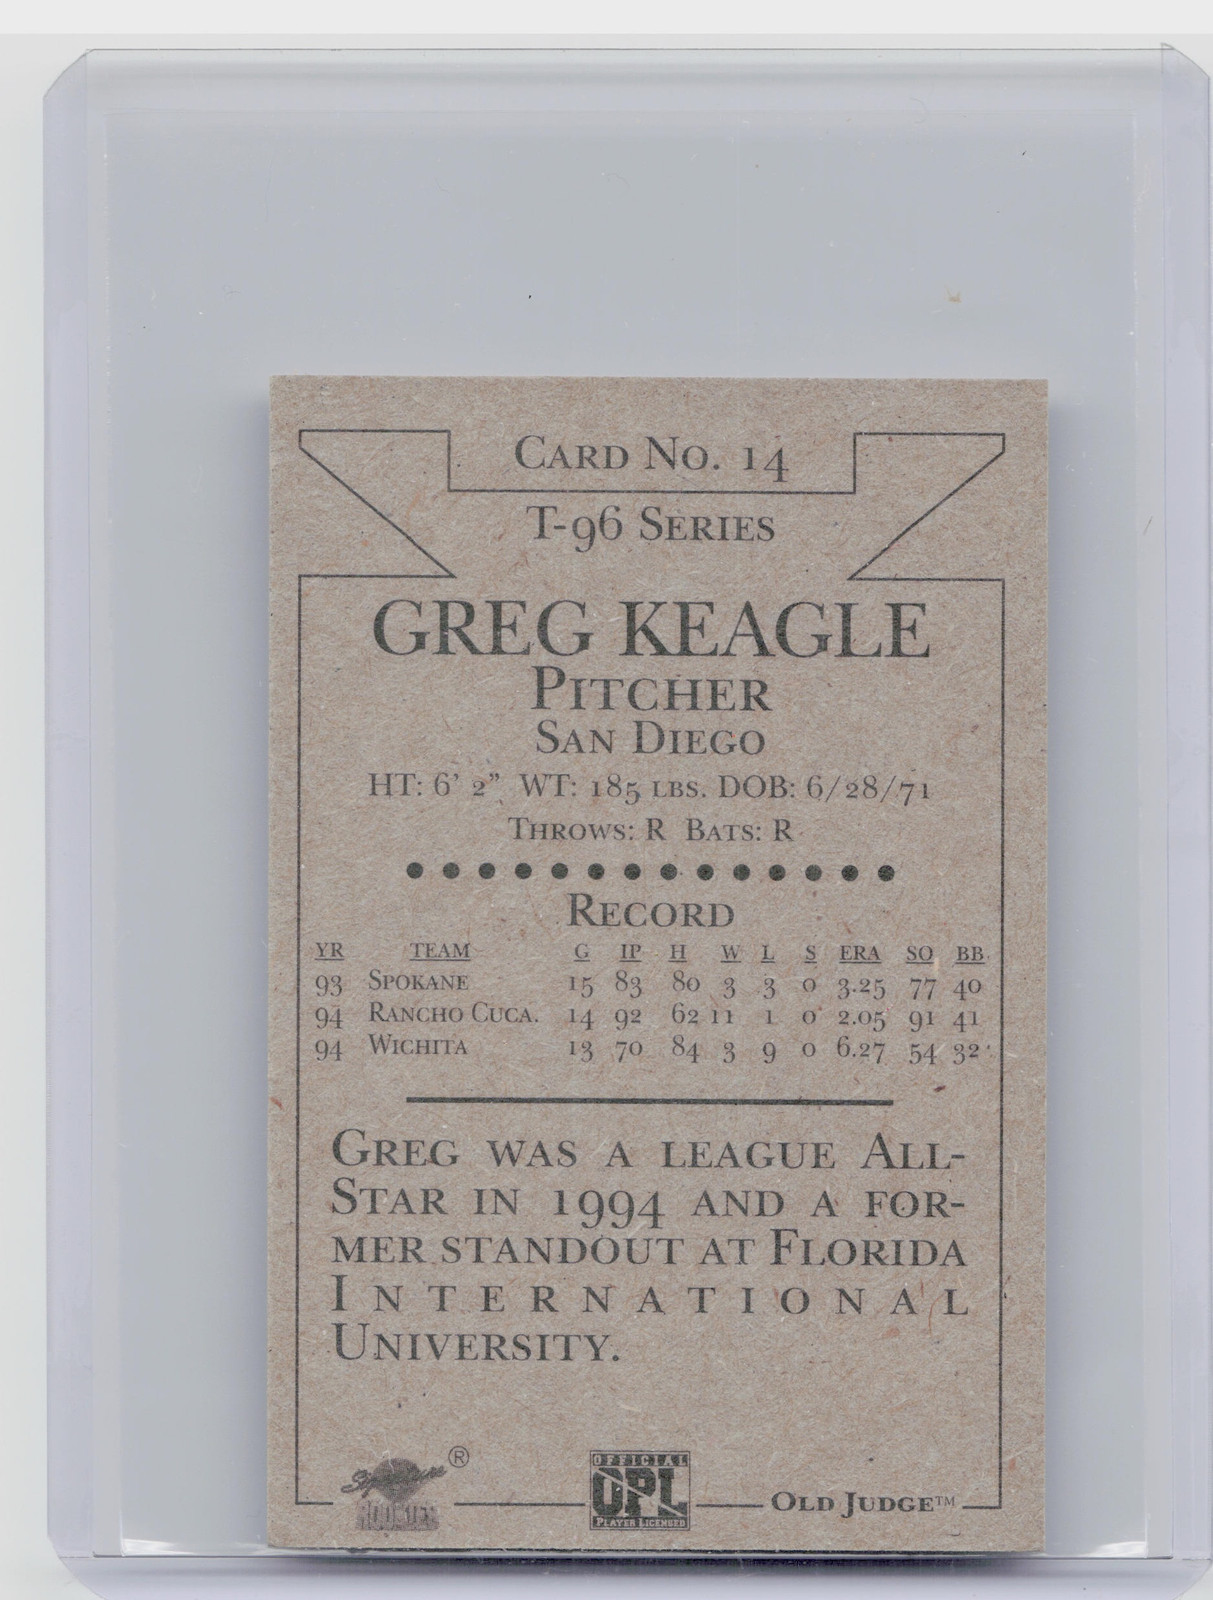 CARD NO. 14
T-96 SERIES
GREG KEAGLE
PITCHER
SAN DIEGO
HT: 6' 2" WT: 185 LBS. DOB: 6/28/71
THROWS: R BATS: R
RECORD
YR TEAM G IP H W L S ERA SO BB
93 SPOKANE 15 83 80 3 3 0 3.25 77 40
94 RANCHO CUCA. 14 92 62 11 1 0 2.05 91 41
94 WICHITA 13 70 84 3 9 0 6.27 54 32
GREG WAS A LEAGUE ALL-
STAR IN 1994 AND A FOR-
MER STANDOUT AT FLORIDA
INTERNATIONAL
UNIVERSITY.
Signature ®
ROOKIES
OFFICIAL
OPL
PLAYER LICENSED
OLD JUDGE™